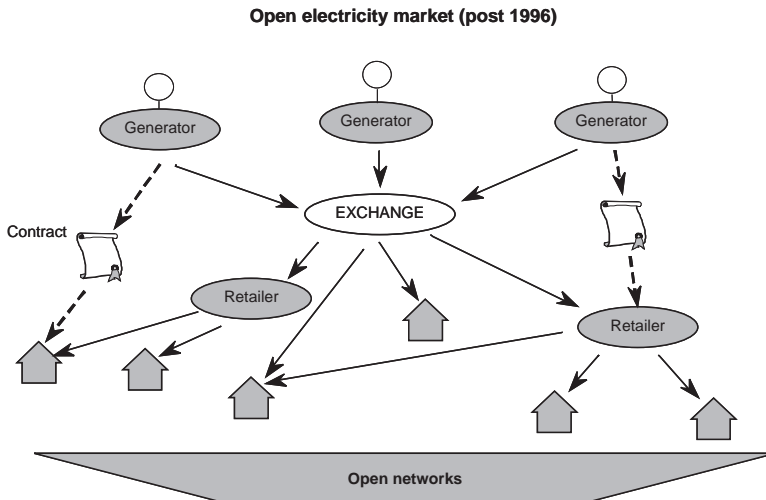 Open electricity market (post 1996)
Generator
Generator
Generator
EXCHANGE
Contract
Retailer
Retailer
Open networks